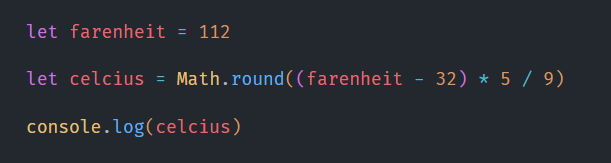 let farenheit = 112
let celcius = Math.round((farenheit - 32) * 5 / 9)
console.log(celcius)